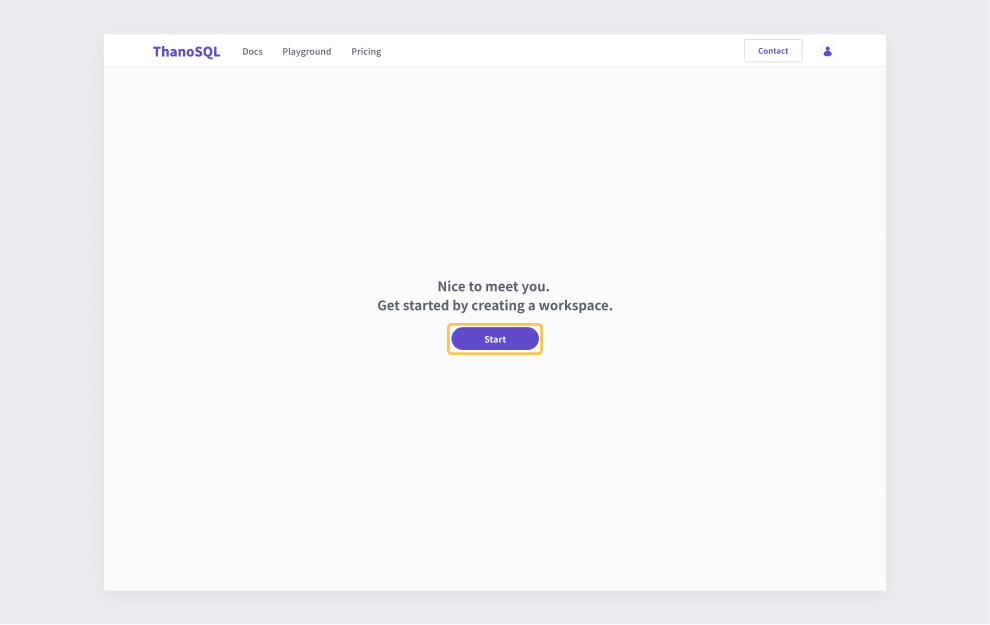 ThanoSQL Docs Playground Pricing Contact
Nice to meet you.
Get started by creating a workspace.
Start